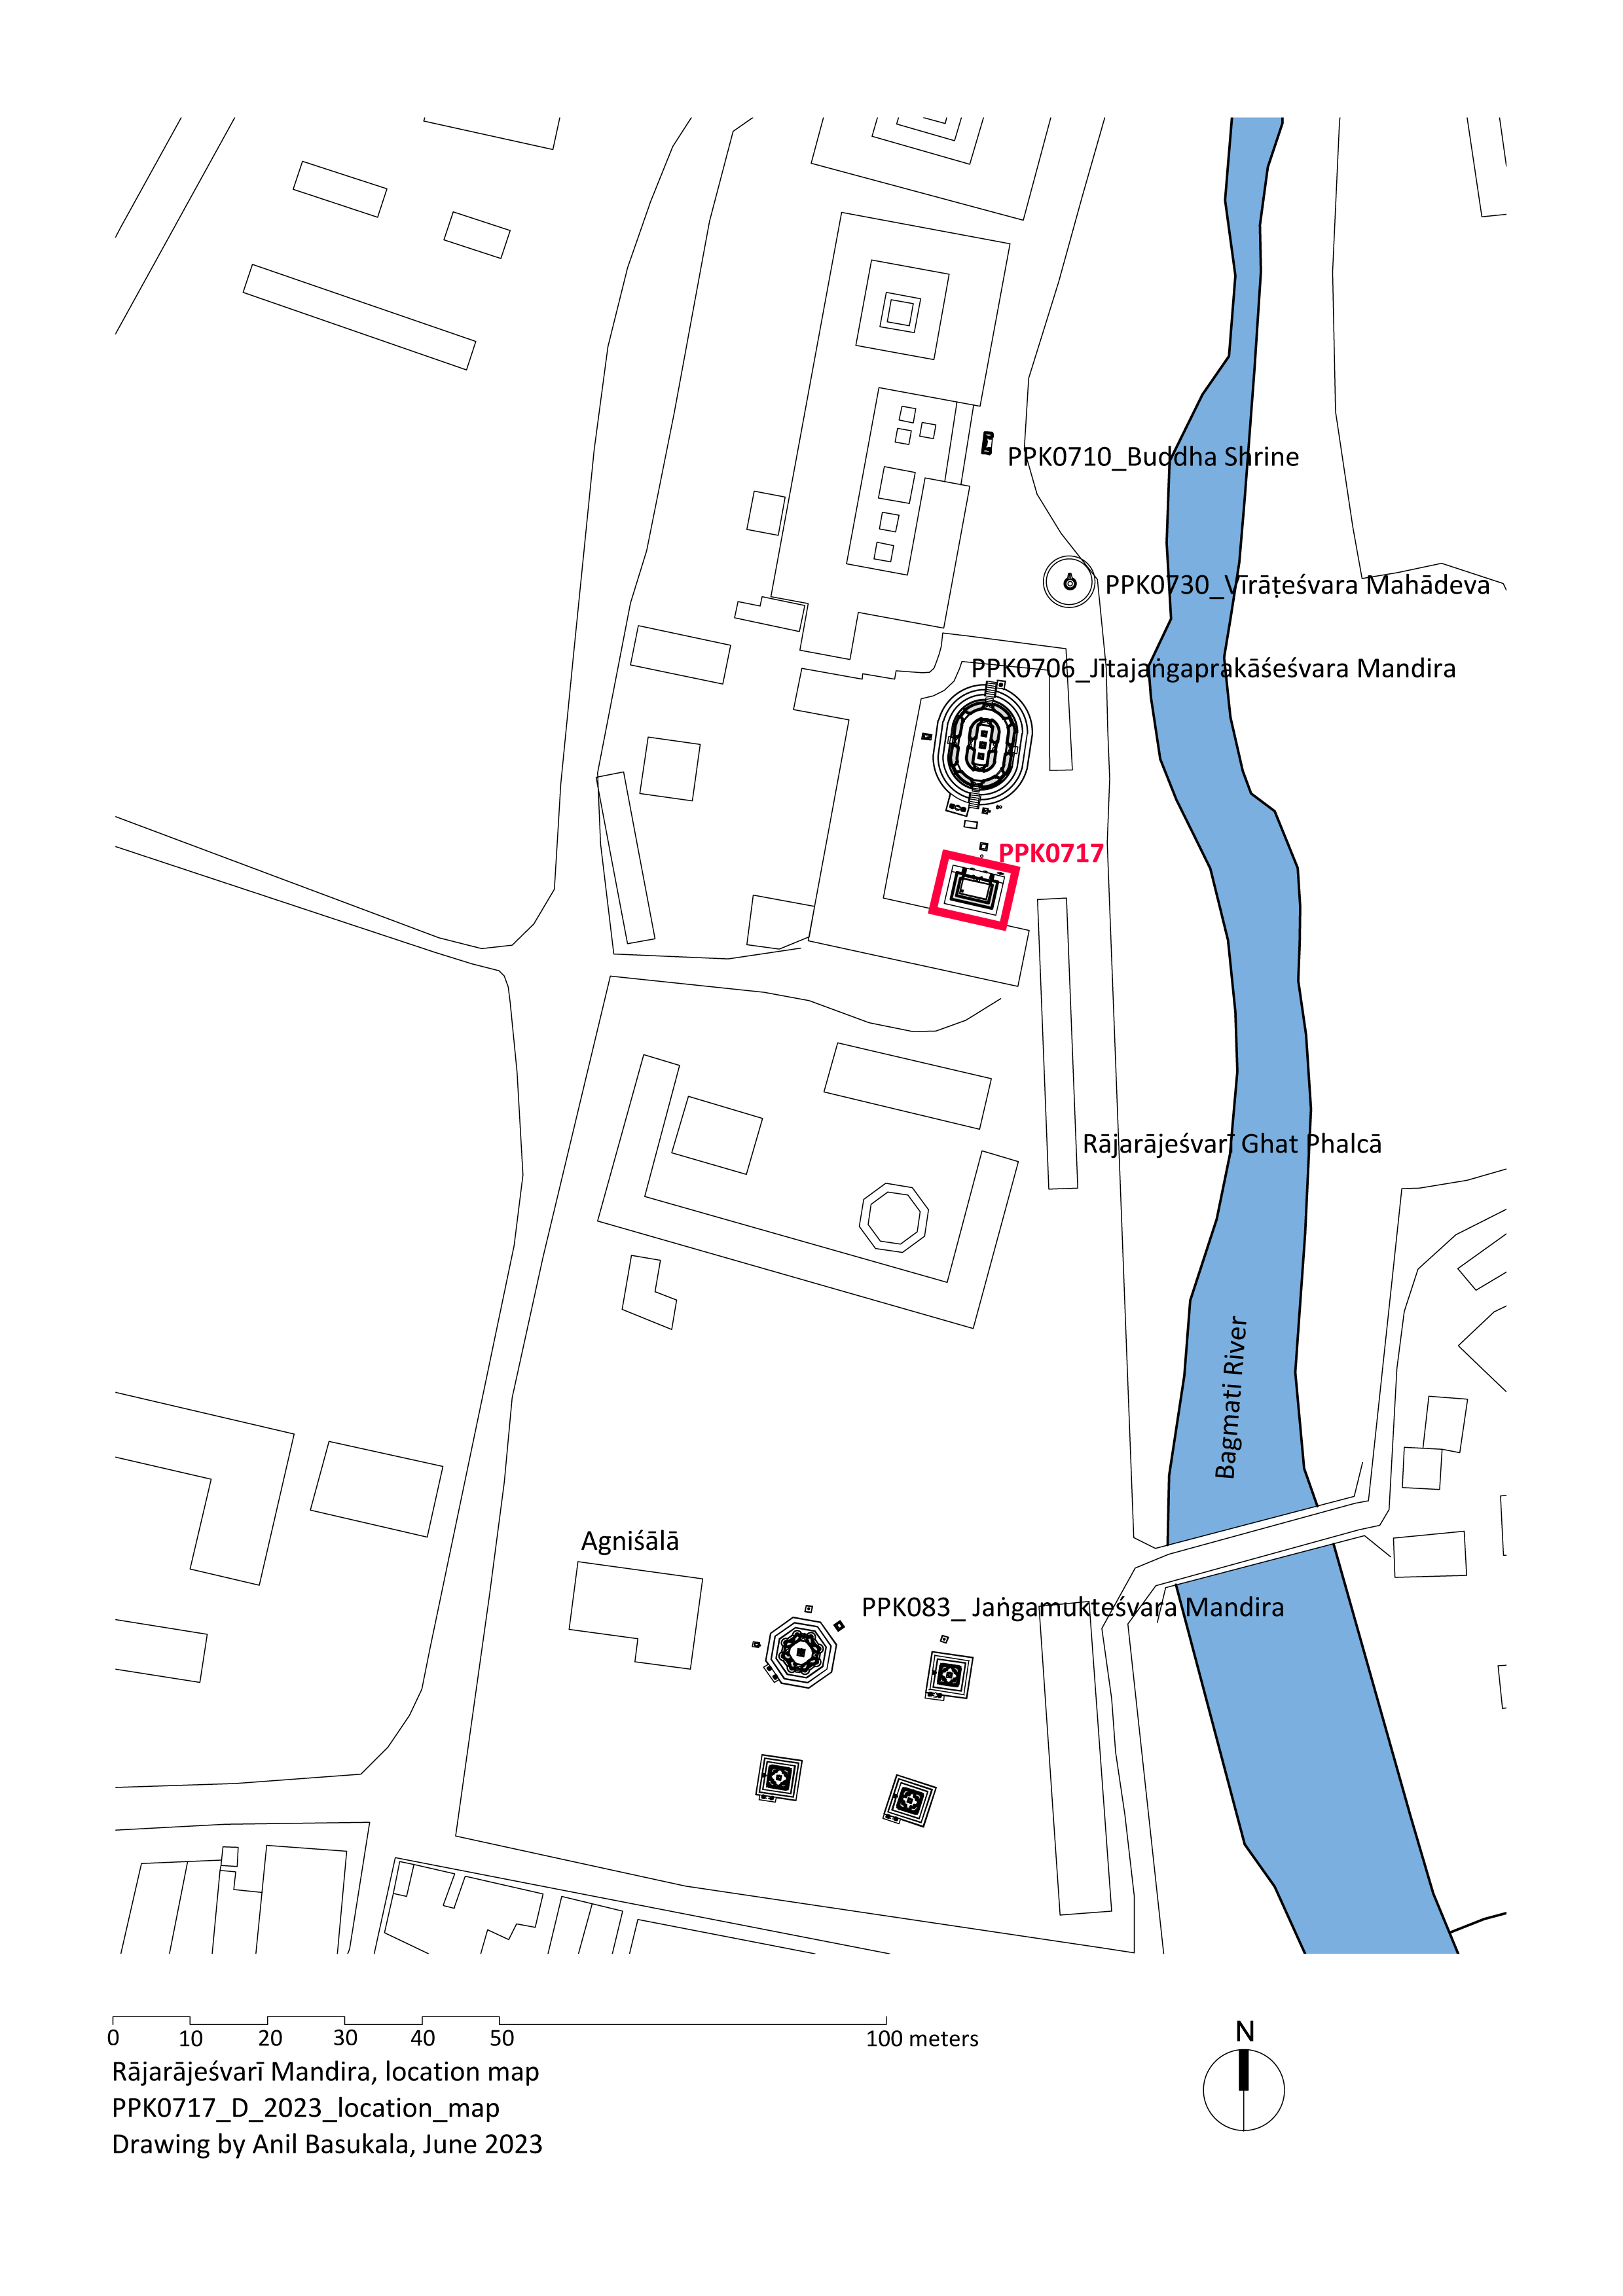 PPK0710_Buddha Shrine
PPK0730_Vīrāṭeśvara Mahādeva
PPK0706_Jītajaṅgaprakāśeśvara Mandira
PPK0717
Rājarājeśvarī Ghat Phalcā
Bagmati River
Agniśālā
PPK083_ Jaṅgamukteśvara Mandira
0 10 20 30 40 50 100 meters
N
Rājarājeśvarī Mandira, location map
PPK0717_D_2023_location_map
Drawing by Anil Basukala, June 2023